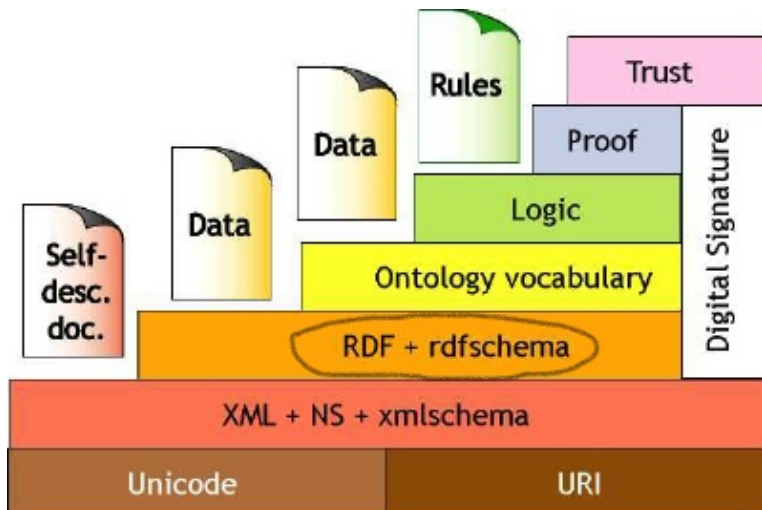 Trust
Rules
Proof
Data
Logic
Digital Signature
Data
Ontology vocabulary
Self-
desc.
doc.
RDF + rdfschema
XML + NS + xmlschema
Unicode
URI